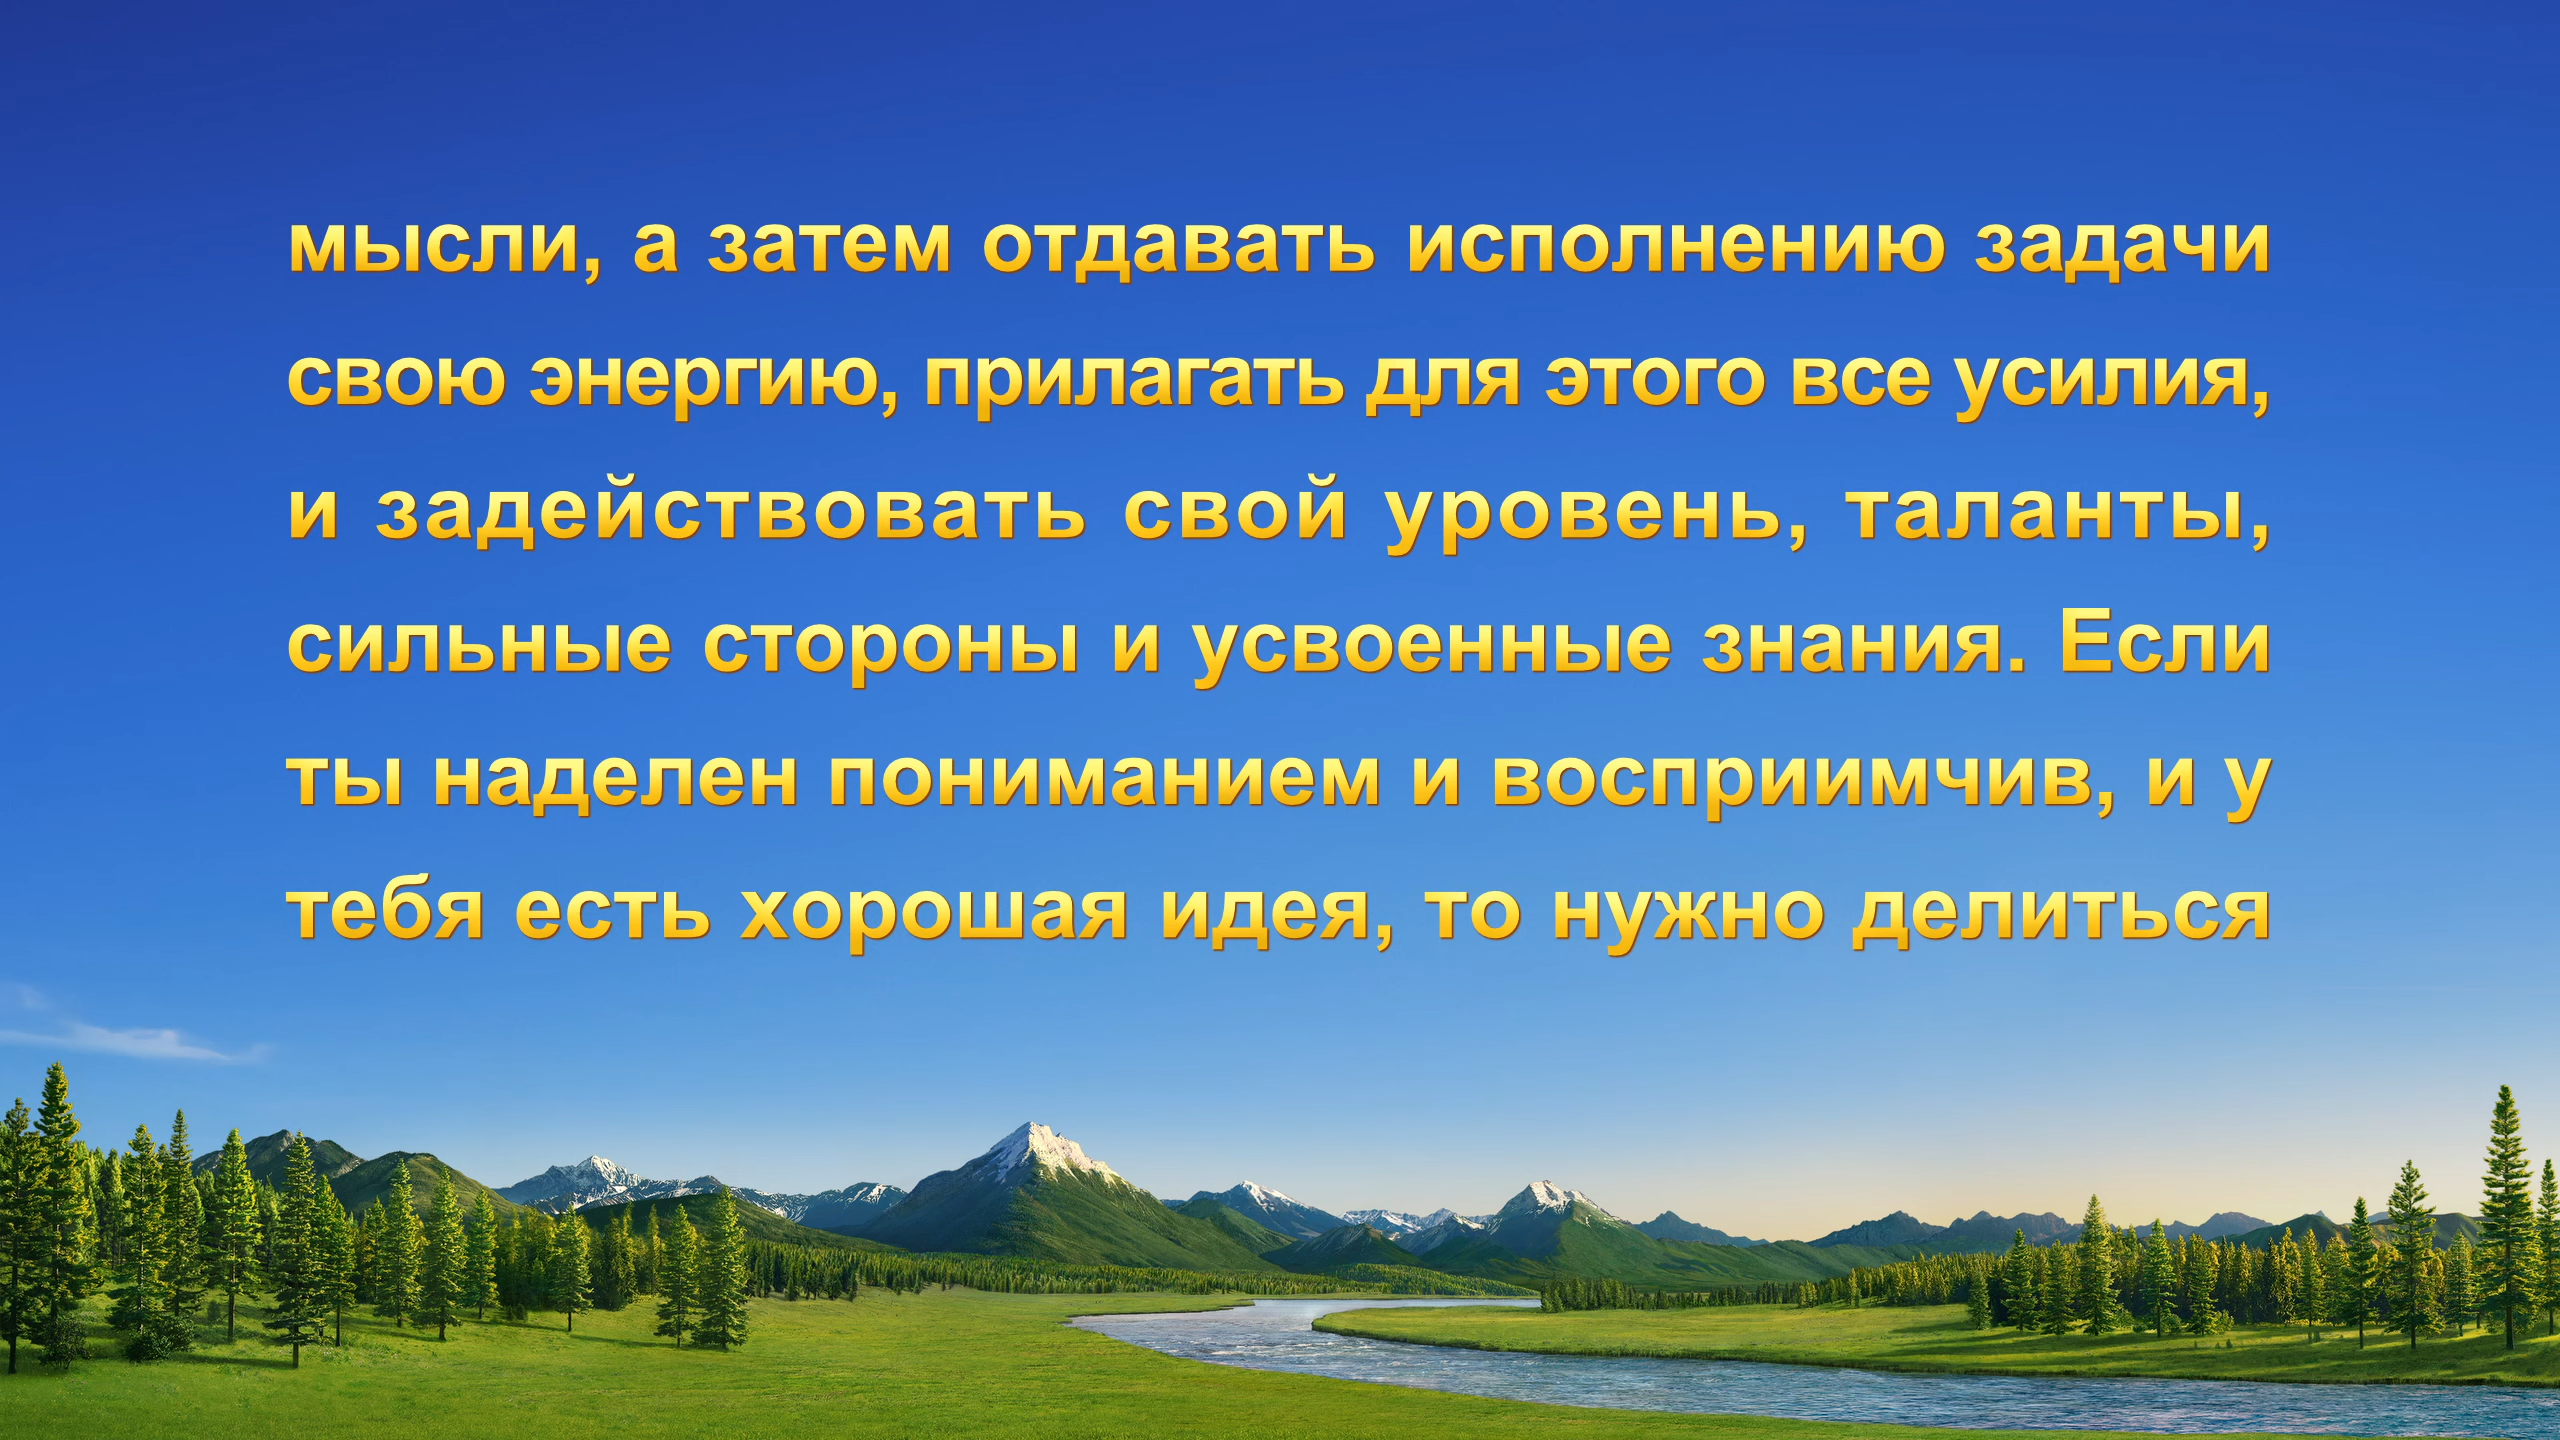 мысли, а затем отдавать исполнению задачи
свою энергию, прилагать для этого все усилия,
и задействовать свой уровень, таланты,
сильные стороны и усвоенные знания. Если
ты наделен пониманием и восприимчив, и у
тебя есть хорошая идея, то нужно делиться